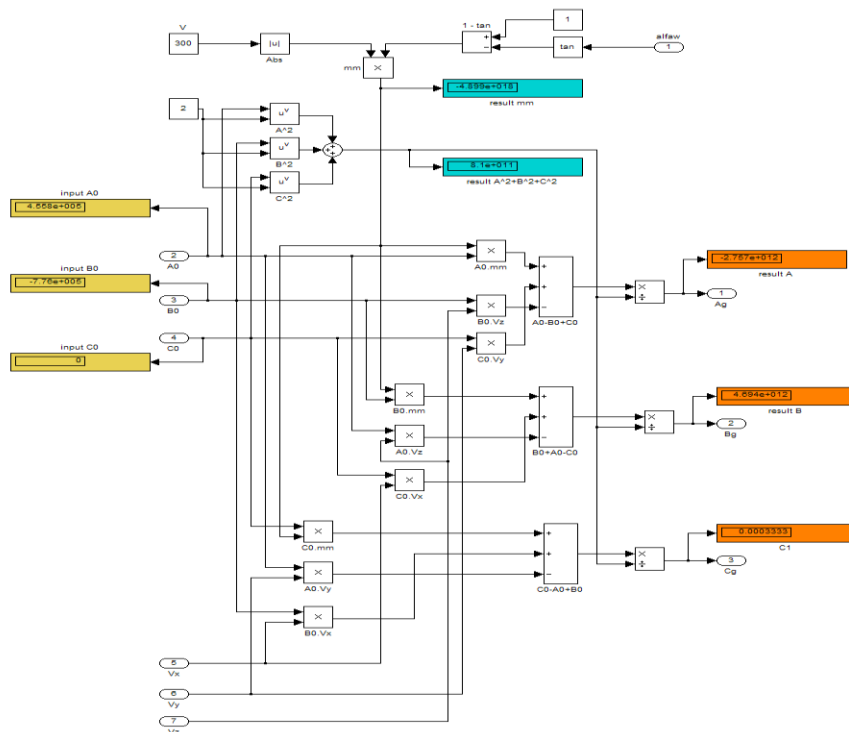 V
300
|u|
Abs
1 - tan
+
−
1
tan
alfaw
1
mm
×
-4.899e+018
result mm
2
u^v
A^2
u^v
B^2
u^v
C^2
+
+
+
8.1e+011
result A^2+B^2+C^2
input A0
4.558e+005
2
A0
input B0
-7.76e+005
3
B0
4
C0
input C0
0
×
A0.mm
×
B0.Vz
×
C0.Vy
+
+
−
A0-B0+C0
×
÷
-2.757e+012
result A
1
Ag
×
B0.mm
×
A0.Vz
×
C0.Vx
+
+
−
B0+A0-C0
×
÷
4.694e+012
result B
2
Bg
×
C0.mm
×
A0.Vy
×
B0.Vx
+
+
−
C0-A0+B0
×
÷
0.0003333
C1
3
Cg
5
Vx
6
Vy
7